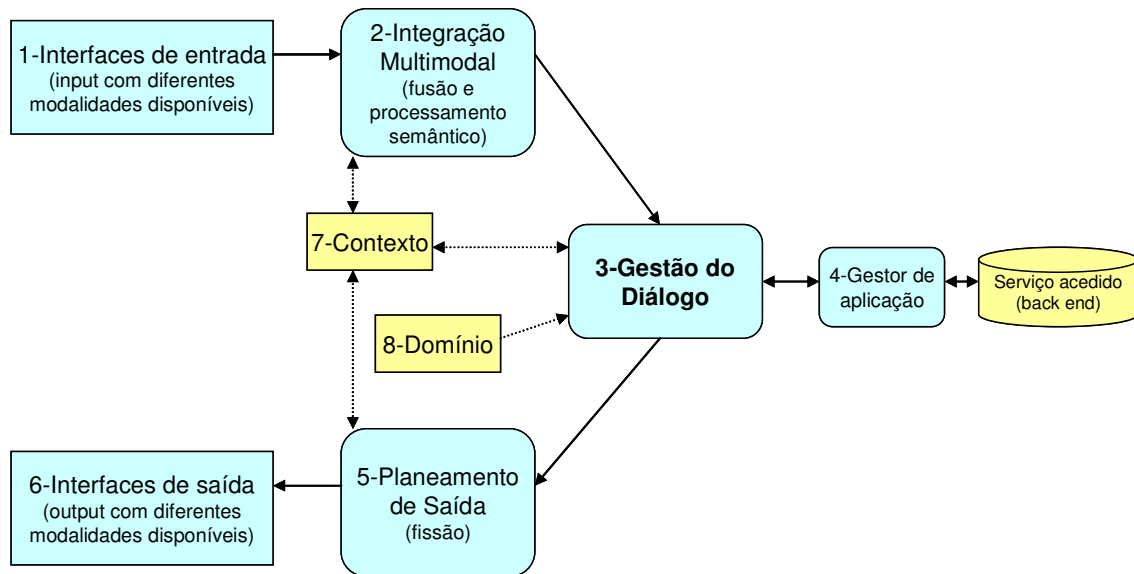 1-Interfaces de entrada
(input com diferentes
modalidades disponíveis)
2-Integração
Multimodal
(fusão e
processamento
semântico)
7-Contexto
3-Gestão do
Diálogo
4-Gestor de
aplicação
Serviço acedido
(back end)
8-Domínio
5-Planeamento
de Saída
(fissão)
6-Interfaces de saída
(output com diferentes
modalidades disponíveis)